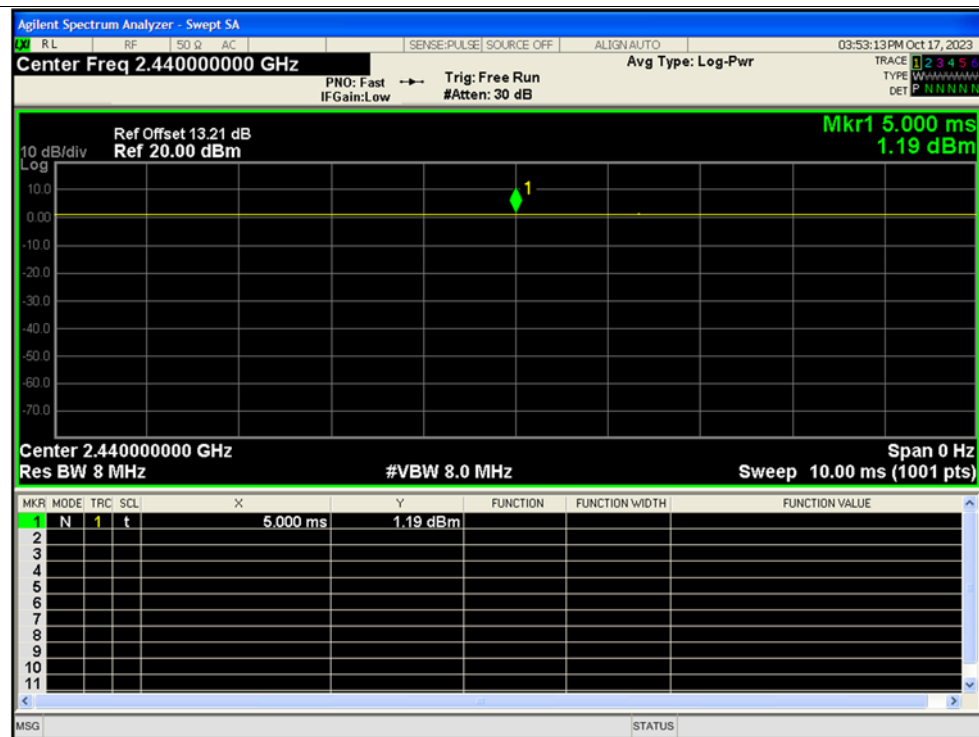 Agilent Spectrum Analyzer - Swept SA
LXI RL RF 50 Ω AC SENSE:PULSE SOURCE OFF ALIGNAUTO 03:53:13PM Oct 17, 2023
Center Freq 2.440000000 GHz
PNO: Fast
IFGain:Low
Trig: Free Run
#Atten: 30 dB
Avg Type: Log-Pwr
TRACE 1 2 3 4 5 6
TYPE WWWWWW
DET P N N N N N
Mkr1 5.000 ms
1.19 dBm
Ref Offset 13.21 dB
10 dB/div Ref 20.00 dBm
Log
1
10.0
0.00
-10.0
-20.0
-30.0
-40.0
-50.0
-60.0
-70.0
Center 2.440000000 GHz Span 0 Hz
Res BW 8 MHz #VBW 8.0 MHz Sweep 10.00 ms (1001 pts)
MKR MODE TRC SCL X Y FUNCTION FUNCTION WIDTH FUNCTION VALUE
1 N 1 t 5.000 ms 1.19 dBm
2
3
4
5
6
7
8
9
10
11
MSG STATUS